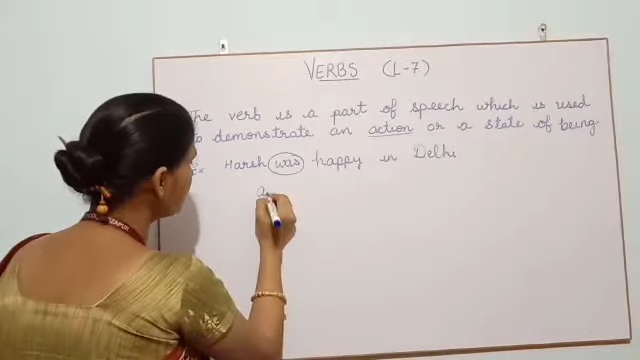 VERBS (L-7)
The verb is a part of speech which is used
to demonstrate an action or a state of being.
Ex Harsh was happy in Delhi
a